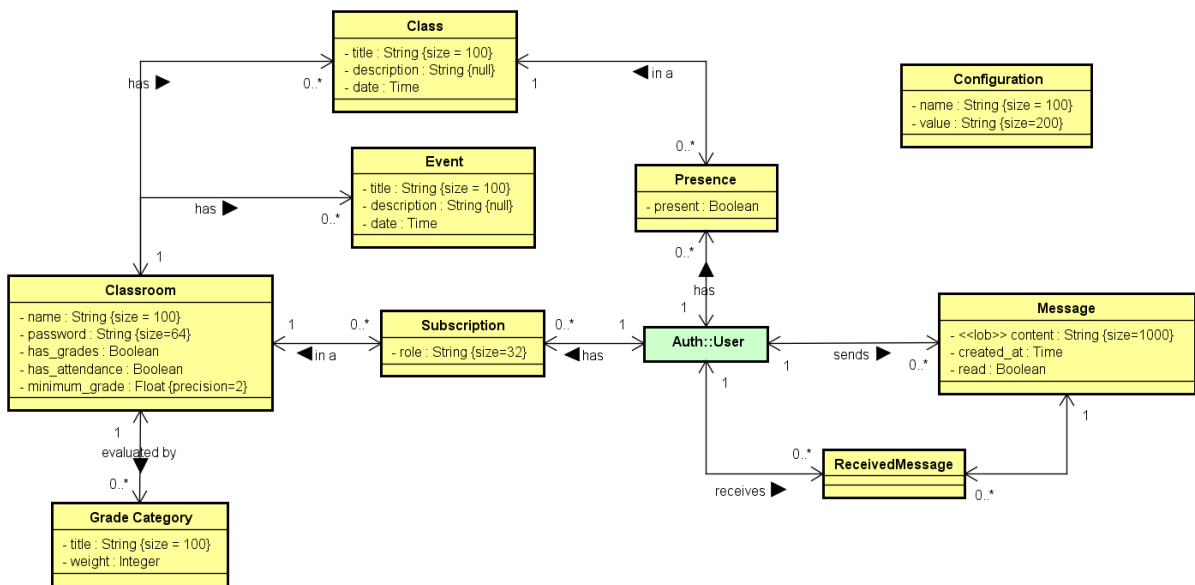 Class
- title : String {size = 100}
- description : String {null}
- date : Time
has
0..*
1
in a
Configuration
- name : String {size = 100}
- value : String {size=200}
Event
- title : String {size = 100}
- description : String {null}
- date : Time
has
0..*
0..*
Presence
- present : Boolean
0..*
has
1
1
Classroom
- name : String {size = 100}
- password : String {size=64}
- has_grades : Boolean
- has_attendance : Boolean
- minimum_grade : Float {precision=2}
1
0..*
in a
Subscription
- role : String {size=32}
0..*
1
has
Auth::User
1
sends
0..*
Message
- <<lob>> content : String {size=1000}
- created_at : Time
- read : Boolean
1
1
1
evaluated by
0..*
0..*
receives
ReceivedMessage
0..*
Grade Category
- title : String {size = 100}
- weight : Integer